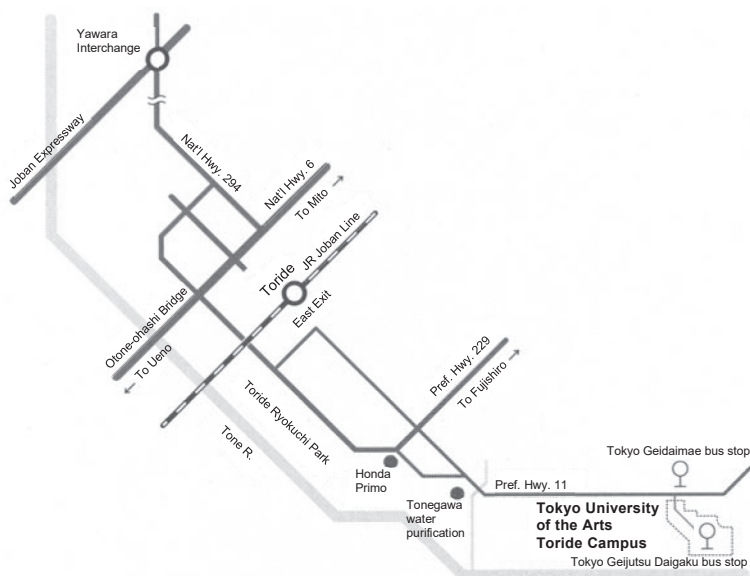 Yawara
Interchange
Joban Expressway
Nat'l Hwy. 294
Nat'l Hwy. 6
To Mito →
Toride
JR Joban Line
East Exit
Otone-ohashi Bridge
← To Ueno
Toride Ryokuchi Park
Tone R.
Pref. Hwy. 229
To Fujishiro →
Honda
Primo
Tonegawa
water
purification
Pref. Hwy. 11
Tokyo Geidaimae bus stop
Tokyo University
of the Arts
Toride Campus
Tokyo Geijutsu Daigaku bus stop